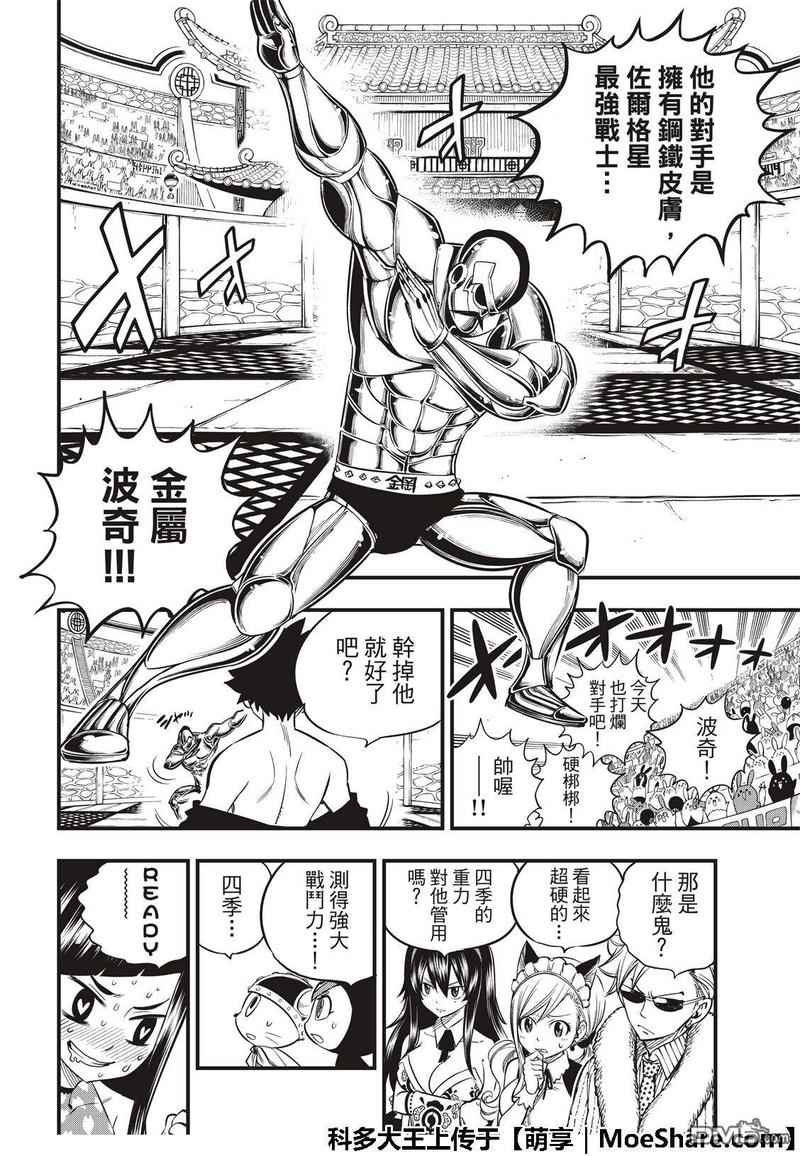 他的對手是
擁有鋼鐵皮膚，
佐爾格星
最強戰士…
鋼
金屬
波奇!!!
波奇！
今天
也打爛
對手吧！
硬梆梆！
帥喔
——!!
幹掉他
就好了
吧？
那是
什麼鬼？
看起來
超硬的…
四季的
重力
對他管用
嗎？
測得強大
戰鬥力…！
四季…
READY
科多大王上传于【萌享｜MoeShare.com】